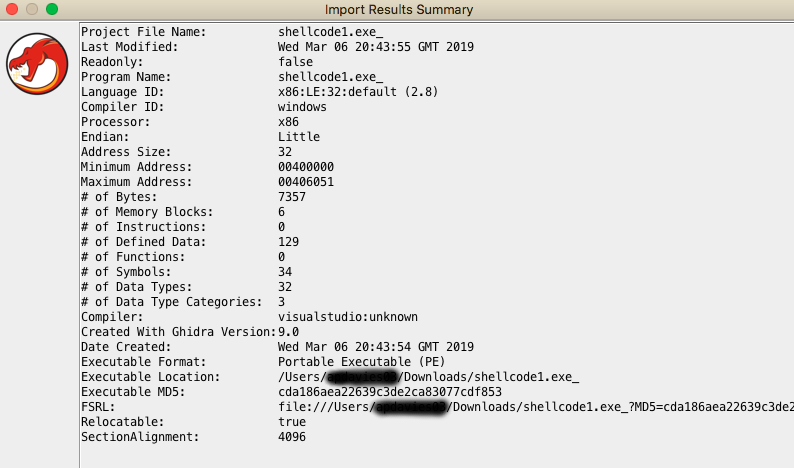 Import Results Summary
Project File Name: shellcode1.exe_
Last Modified: Wed Mar 06 20:43:55 GMT 2019
Readonly: false
Program Name: shellcode1.exe_
Language ID: x86:LE:32:default (2.8)
Compiler ID: windows
Processor: x86
Endian: Little
Address Size: 32
Minimum Address: 00400000
Maximum Address: 00406051
# of Bytes: 7357
# of Memory Blocks: 6
# of Instructions: 0
# of Defined Data: 129
# of Functions: 0
# of Symbols: 34
# of Data Types: 32
# of Data Type Categories: 3
Compiler: visualstudio:unknown
Created With Ghidra Version: 9.0
Date Created: Wed Mar 06 20:43:54 GMT 2019
Executable Format: Portable Executable (PE)
Executable Location: /Users/ /Downloads/shellcode1.exe_
Executable MD5: cda186aea22639c3de2ca83077cdf853
FSRL: file:///Users/ /Downloads/shellcode1.exe_?MD5=cda186aea22639c3de2
Relocatable: true
SectionAlignment: 4096